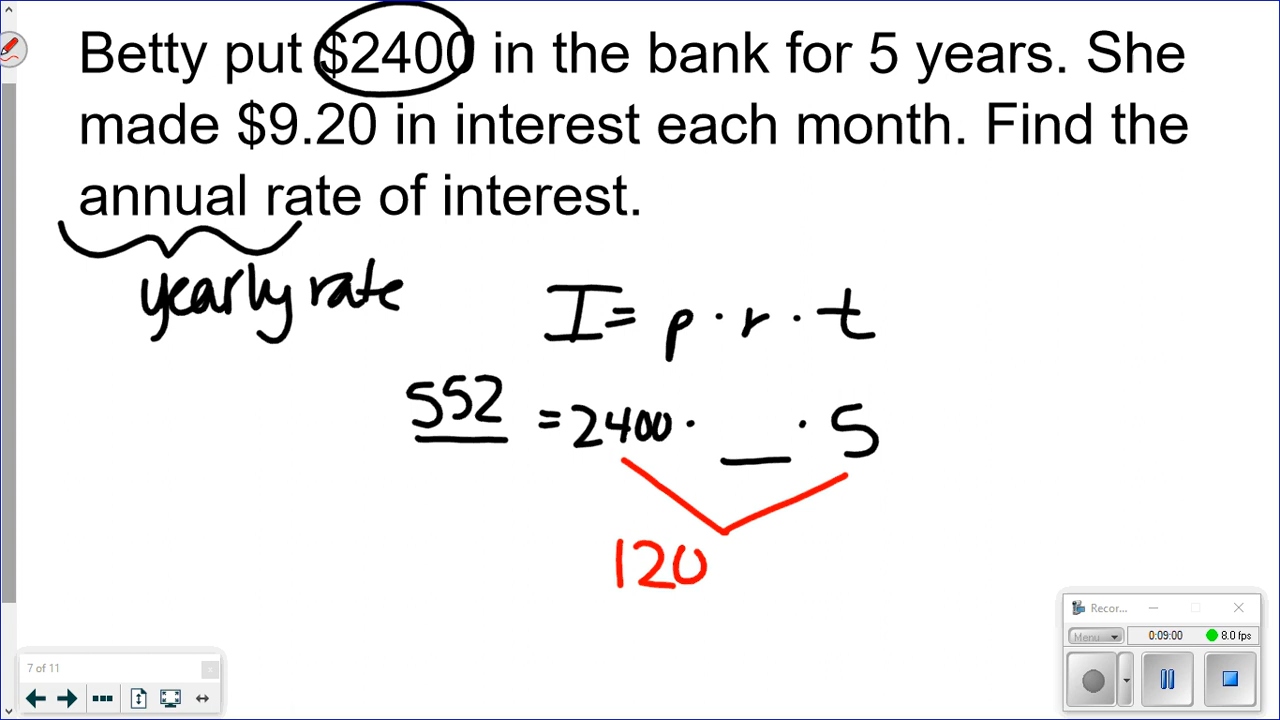 Betty put $2400 in the bank for 5 years. She
made $9.20 in interest each month. Find the
annual rate of interest.
yearly rate
I = p · r · t
552 = 2400 · __ · 5
120
Recor...
Menu
0:09:00
8.0 fps
7 of 11